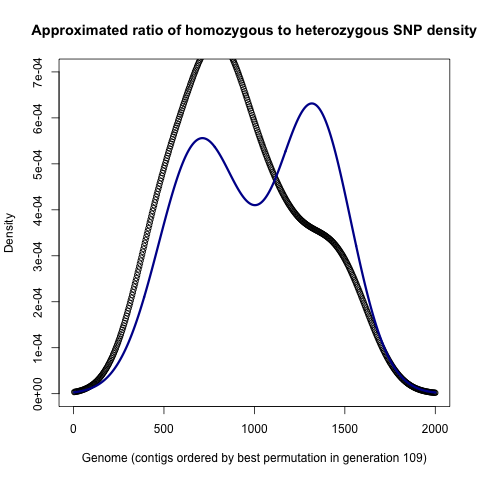 Approximated ratio of homozygous to heterozygous SNP density
7e-04
6e-04
5e-04
4e-04
3e-04
2e-04
1e-04
0e+00
Density
0 500 1000 1500 2000
Genome (contigs ordered by best permutation in generation 109)